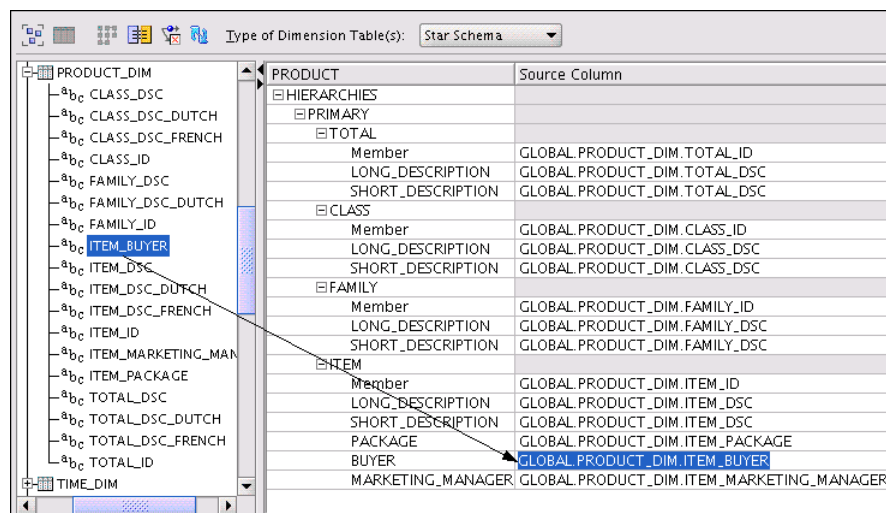 Type of Dimension Table(s): Star Schema
PRODUCT_DIM
CLASS_DSC
CLASS_DSC_DUTCH
CLASS_DSC_FRENCH
CLASS_ID
FAMILY_DSC
FAMILY_DSC_DUTCH
FAMILY_ID
ITEM_BUYER
ITEM_DSC
ITEM_DSC_DUTCH
ITEM_DSC_FRENCH
ITEM_ID
ITEM_MARKETING_MAN
ITEM_PACKAGE
TOTAL_DSC
TOTAL_DSC_DUTCH
TOTAL_DSC_FRENCH
TOTAL_ID
TIME_DIM
PRODUCT Source Column
HIERARCHIES
PRIMARY
TOTAL
Member GLOBAL.PRODUCT_DIM.TOTAL_ID
LONG_DESCRIPTION GLOBAL.PRODUCT_DIM.TOTAL_DSC
SHORT_DESCRIPTION GLOBAL.PRODUCT_DIM.TOTAL_DSC
CLASS
Member GLOBAL.PRODUCT_DIM.CLASS_ID
LONG_DESCRIPTION GLOBAL.PRODUCT_DIM.CLASS_DSC
SHORT_DESCRIPTION GLOBAL.PRODUCT_DIM.CLASS_DSC
FAMILY
Member GLOBAL.PRODUCT_DIM.FAMILY_ID
LONG_DESCRIPTION GLOBAL.PRODUCT_DIM.FAMILY_DSC
SHORT_DESCRIPTION GLOBAL.PRODUCT_DIM.FAMILY_DSC
ITEM
Member GLOBAL.PRODUCT_DIM.ITEM_ID
LONG_DESCRIPTION GLOBAL.PRODUCT_DIM.ITEM_DSC
SHORT_DESCRIPTION GLOBAL.PRODUCT_DIM.ITEM_DSC
PACKAGE GLOBAL.PRODUCT_DIM.ITEM_PACKAGE
BUYER GLOBAL.PRODUCT_DIM.ITEM_BUYER
MARKETING_MANAGER GLOBAL.PRODUCT_DIM.ITEM_MARKETING_MANAGER